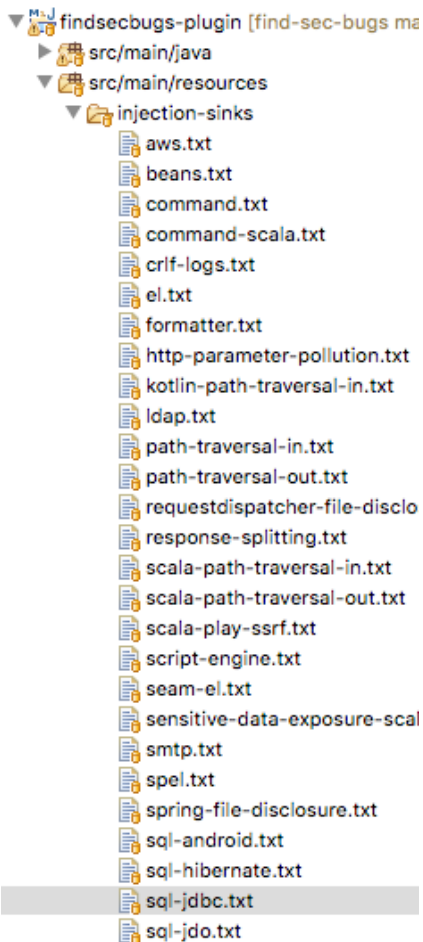 findsecbugs-plugin [find-sec-bugs ma
src/main/java
src/main/resources
injection-sinks
aws.txt
beans.txt
command.txt
command-scala.txt
crlf-logs.txt
el.txt
formatter.txt
http-parameter-pollution.txt
kotlin-path-traversal-in.txt
ldap.txt
path-traversal-in.txt
path-traversal-out.txt
requestdispatcher-file-disclo
response-splitting.txt
scala-path-traversal-in.txt
scala-path-traversal-out.txt
scala-play-ssrf.txt
script-engine.txt
seam-el.txt
sensitive-data-exposure-scal
smtp.txt
spel.txt
spring-file-disclosure.txt
sql-android.txt
sql-hibernate.txt
sql-jdbc.txt
sql-jdo.txt